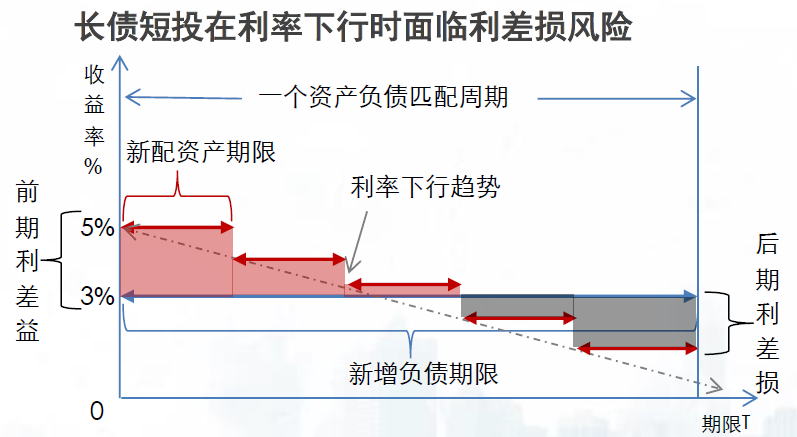 长债短投在利率下行时面临利差损风险
收益率%
一个资产负债匹配周期
新配资产期限
利率下行趋势
前期利差益
5%
3%
后期利差损
新增负债期限
0
期限T